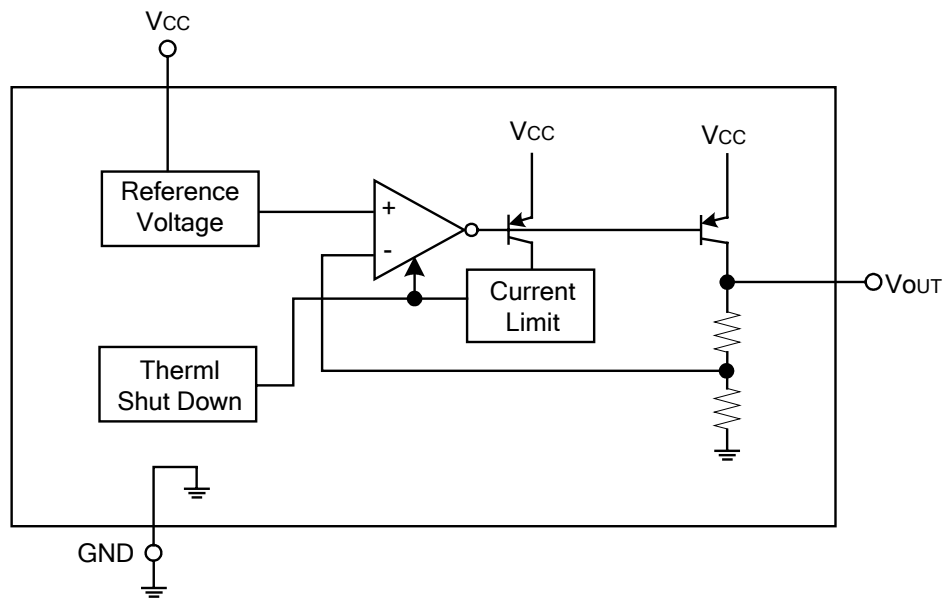 VCC
VCC
VCC
Reference
Voltage
+
-
Current
Limit
VOUT
Therml
Shut Down
GND